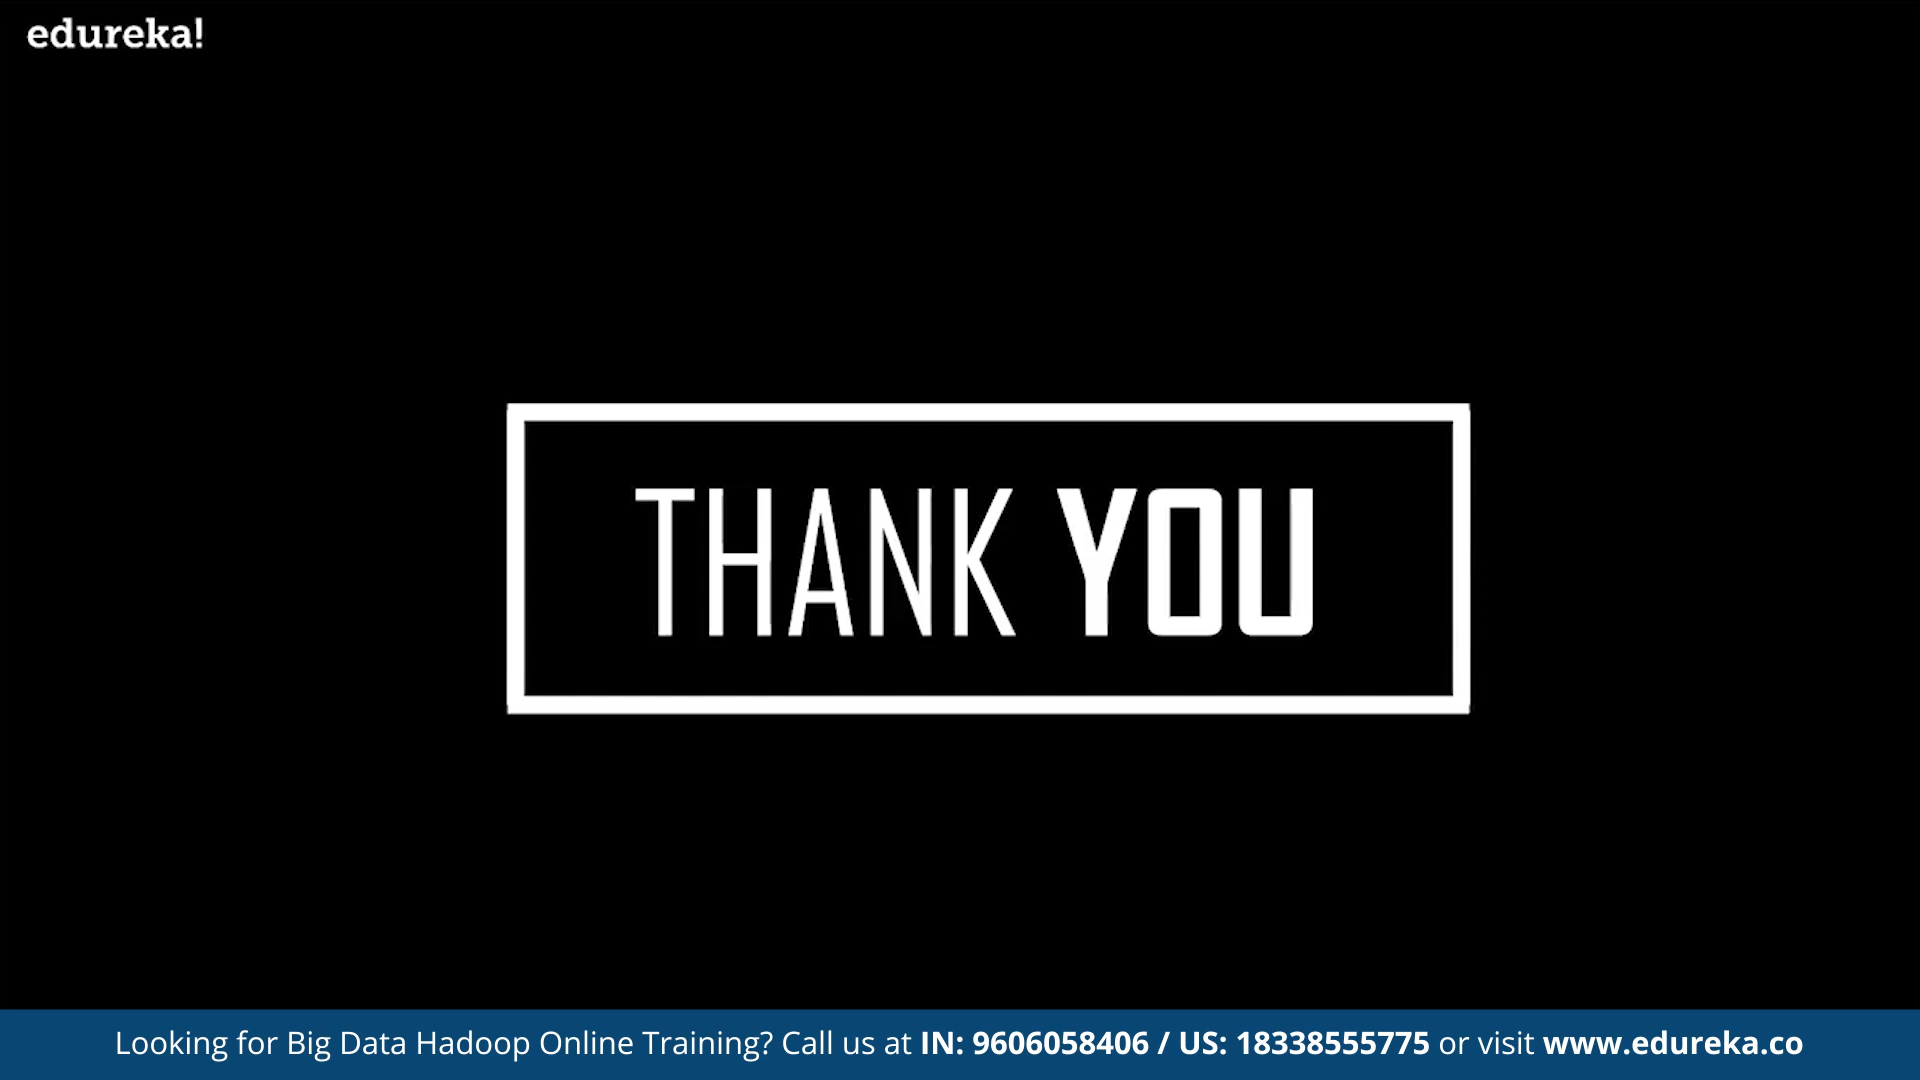 edureka!
THANK YOU
Looking for Big Data Hadoop Online Training? Call us at IN: 9606058406 / US: 18338555775 or visit www.edureka.co